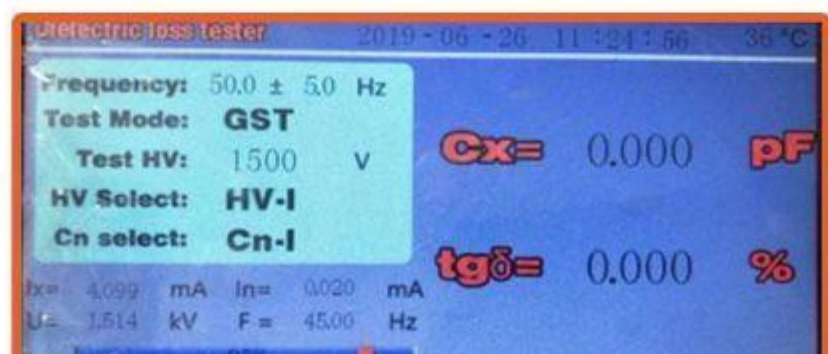 Dielectric loss tester 2019-06-26 11:24:56 36°C
Frequency: 50.0 ± 5.0 Hz
Test Mode: GST
Test HV: 1500 V
HV Select: HV-I
Cn select: Cn-I
Cx= 0.000 pF
tgδ= 0.000 %
Ix= 4.099 mA In= 0.020 mA
U= 1.514 kV F= 45.00 Hz